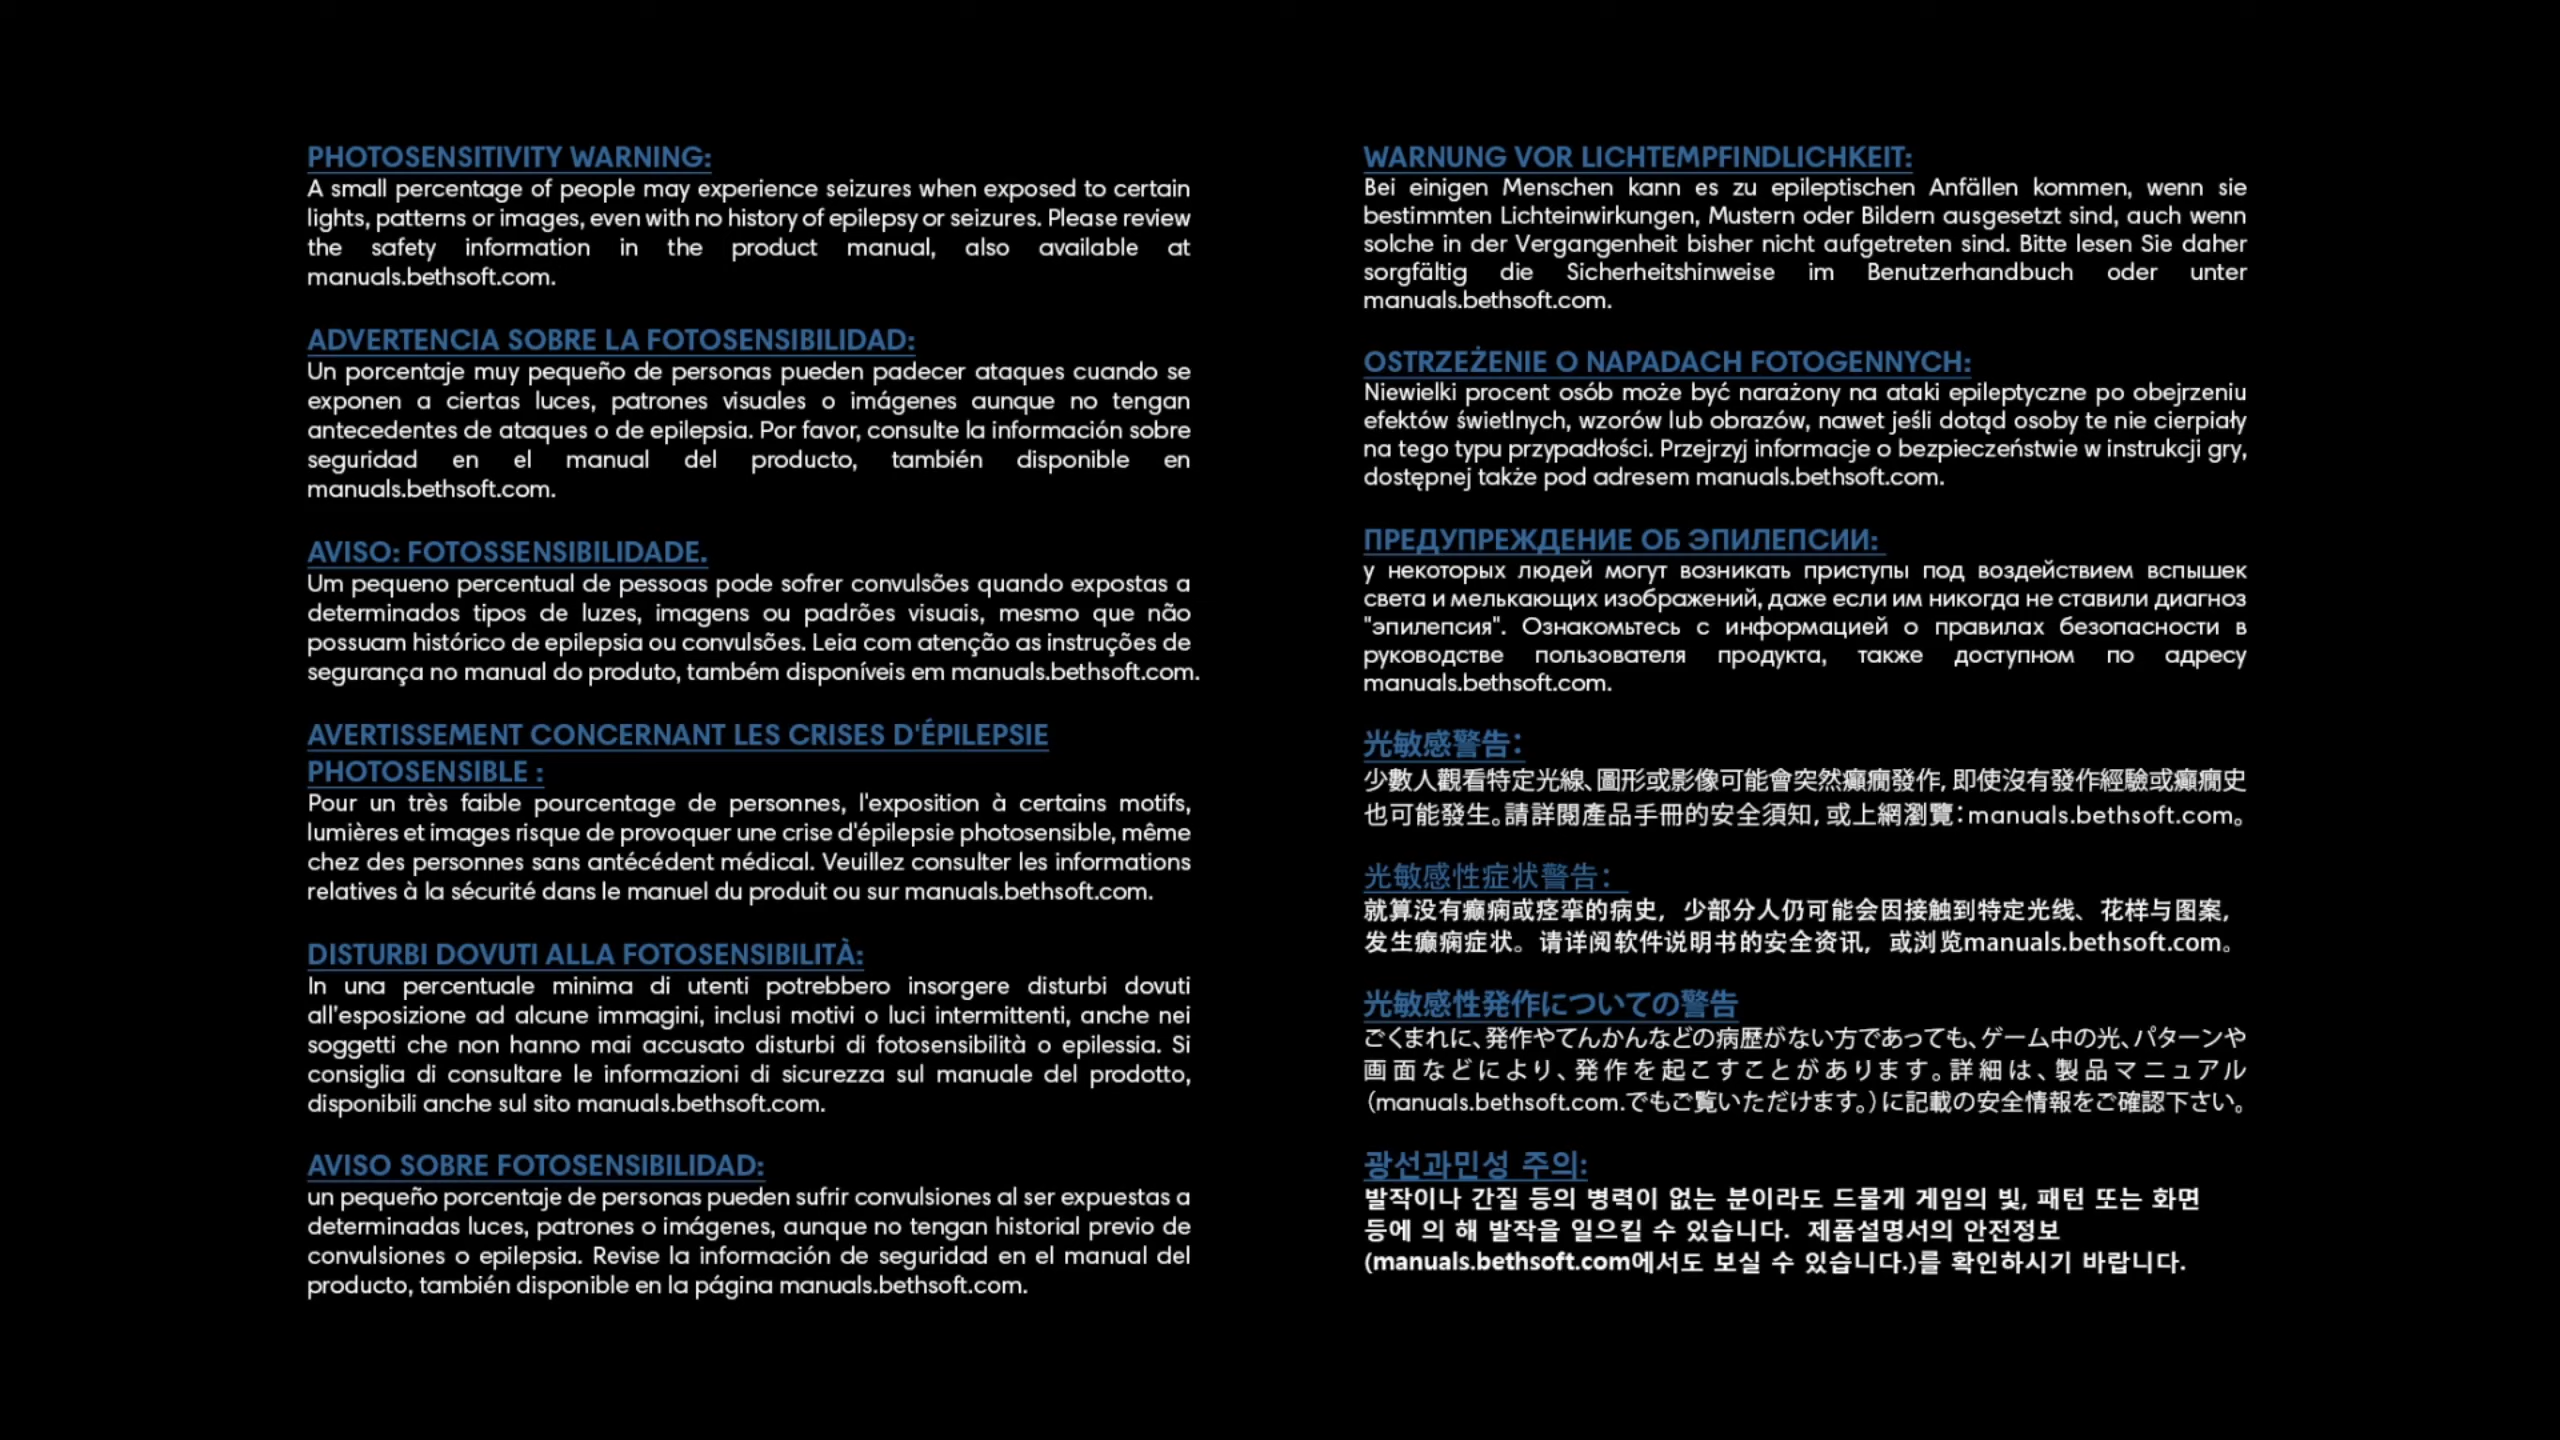 PHOTOSENSITIVITY WARNING:
A small percentage of people may experience seizures when exposed to certain
lights, patterns or images, even with no history of epilepsy or seizures. Please review
the safety information in the product manual, also available at
manuals.bethsoft.com.
ADVERTENCIA SOBRE LA FOTOSENSIBILIDAD:
Un porcentaje muy pequeño de personas pueden padecer ataques cuando se
exponen a ciertas luces, patrones visuales o imágenes aunque no tengan
antecedentes de ataques o de epilepsia. Por favor, consulte la información sobre
seguridad en el manual del producto, también disponible en
manuals.bethsoft.com.
AVISO: FOTOSSENSIBILIDADE.
Um pequeno percentual de pessoas pode sofrer convulsões quando expostas a
determinados tipos de luzes, imagens ou padrões visuais, mesmo que não
possuam histórico de epilepsia ou convulsões. Leia com atenção as instruções de
segurança no manual do produto, também disponíveis em manuals.bethsoft.com.
AVERTISSEMENT CONCERNANT LES CRISES D'ÉPILEPSIE
PHOTOSENSIBLE :
Pour un très faible pourcentage de personnes, l'exposition à certains motifs,
lumières et images risque de provoquer une crise d'épilepsie photosensible, même
chez des personnes sans antécédent médical. Veuillez consulter les informations
relatives à la sécurité dans le manuel du produit ou sur manuals.bethsoft.com.
DISTURBI DOVUTI ALLA FOTOSENSIBILITÀ:
In una percentuale minima di utenti potrebbero insorgere disturbi dovuti
all'esposizione ad alcune immagini, inclusi motivi o luci intermittenti, anche nei
soggetti che non hanno mai accusato disturbi di fotosensibilità o epilessia. Si
consiglia di consultare le informazioni di sicurezza sul manuale del prodotto,
disponibili anche sul sito manuals.bethsoft.com.
AVISO SOBRE FOTOSENSIBILIDAD:
un pequeño porcentaje de personas pueden sufrir convulsiones al ser expuestas a
determinadas luces, patrones o imágenes, aunque no tengan historial previo de
convulsiones o epilepsia. Revise la información de seguridad en el manual del
producto, también disponible en la página manuals.bethsoft.com.
WARNUNG VOR LICHTEMPFINDLICHKEIT:
Bei einigen Menschen kann es zu epileptischen Anfällen kommen, wenn sie
bestimmten Lichteinwirkungen, Mustern oder Bildern ausgesetzt sind, auch wenn
solche in der Vergangenheit bisher nicht aufgetreten sind. Bitte lesen Sie daher
sorgfältig die Sicherheitshinweise im Benutzerhandbuch oder unter
manuals.bethsoft.com.
OSTRZEŻENIE O NAPADACH FOTOGENNYCH:
Niewielki procent osób może być narażony na ataki epileptyczne po obejrzeniu
efektów świetlnych, wzorów lub obrazów, nawet jeśli dotąd osoby te nie cierpiały
na tego typu przypadłości. Przejrzyj informacje o bezpieczeństwie w instrukcji gry,
dostępnej także pod adresem manuals.bethsoft.com.
ПРЕДУПРЕЖДЕНИЕ ОБ ЭПИЛЕПСИИ:
у некоторых людей могут возникать приступы под воздействием вспышек
света и мелькающих изображений, даже если им никогда не ставили диагноз
"эпилепсия". Ознакомьтесь с информацией о правилах безопасности в
руководстве пользователя продукта, также доступном по адресу
manuals.bethsoft.com.
光敏感警告：
少數人觀看特定光線、圖形或影像可能會突然癲癇發作，即使沒有發作經驗或癲癇史
也可能發生。請詳閱產品手冊的安全須知，或上網瀏覽：manuals.bethsoft.com。
光敏感性症状警告：
就算没有癫痫或痉挛的病史，少部分人仍可能会因接触到特定光线、花样与图案，
发生癫痫症状。请详阅软件说明书的安全资讯，或浏览manuals.bethsoft.com。
光敏感性発作についての警告
ごくまれに、発作やてんかんなどの病歴がない方であっても、ゲーム中の光、パターンや
画面などにより、発作を起こすことがあります。詳細は、製品マニュアル
（manuals.bethsoft.com.でもご覧いただけます。）に記載の安全情報をご確認下さい。
광선과민성 주의:
발작이나 간질 등의 병력이 없는 분이라도 드물게 게임의 빛, 패턴 또는 화면
등에 의 해 발작을 일으킬 수 있습니다. 제품설명서의 안전정보
(manuals.bethsoft.com에서도 보실 수 있습니다.)를 확인하시기 바랍니다.